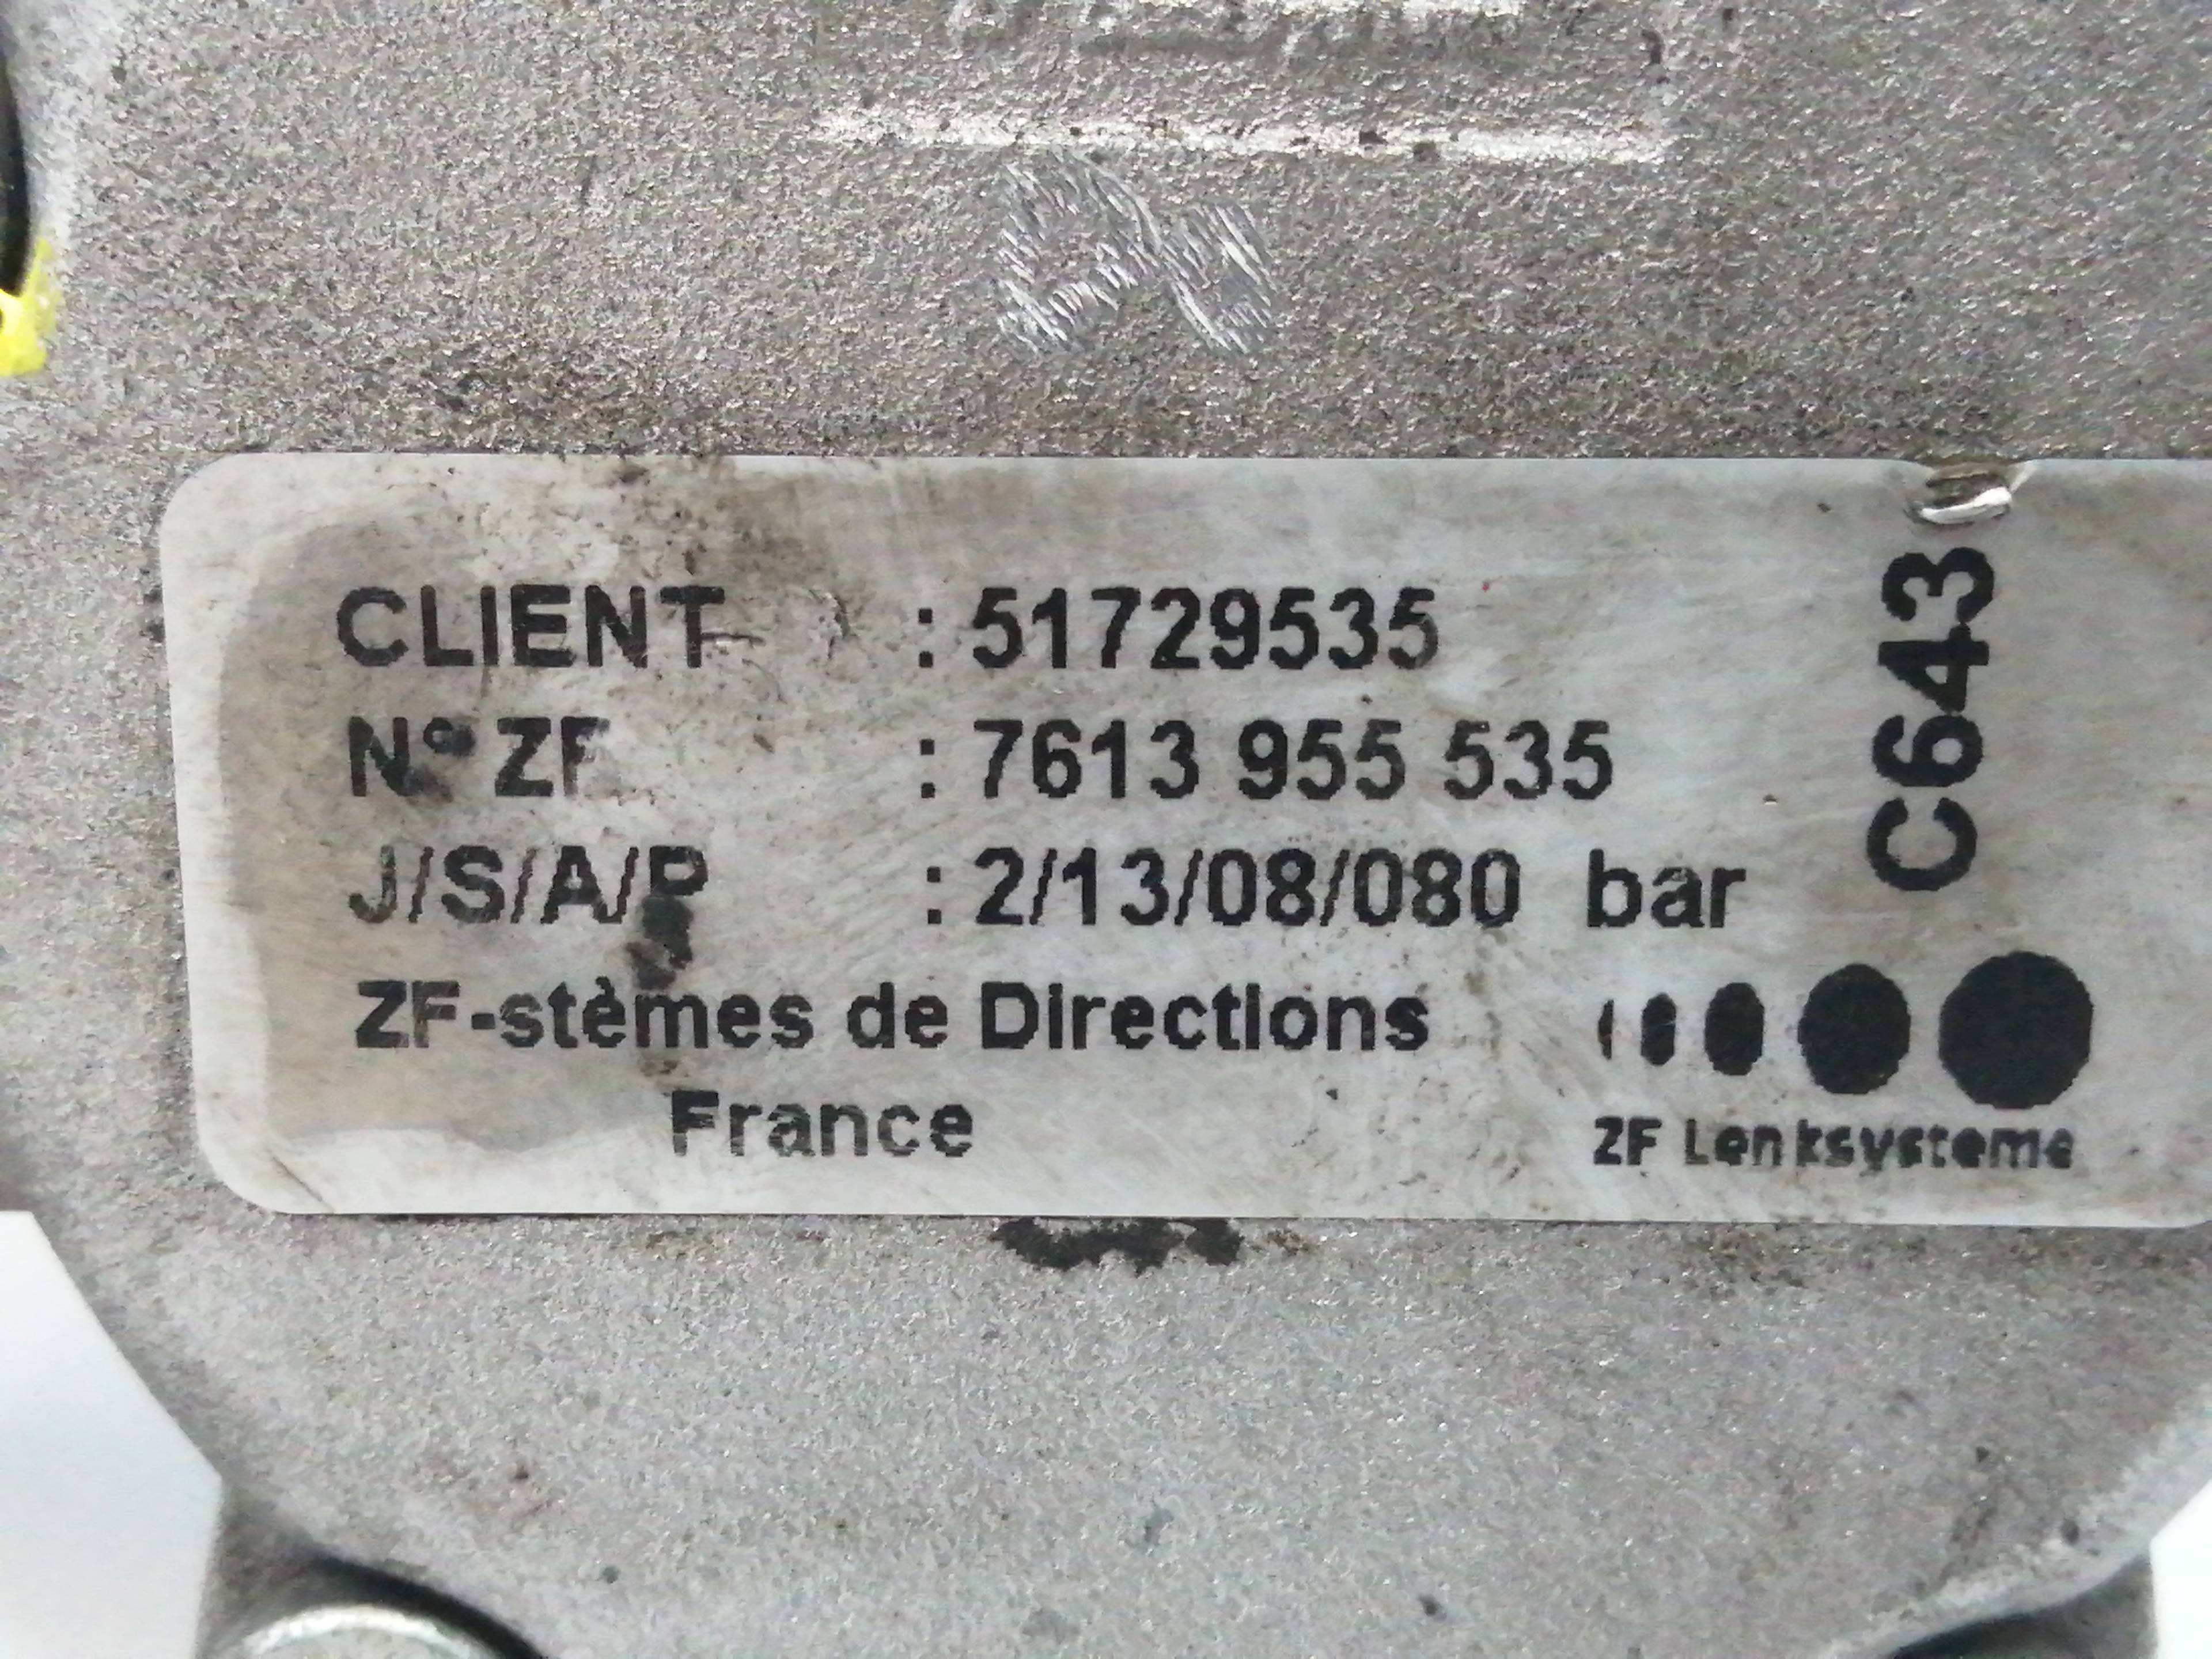 CLIENT : 51729535
N° ZF : 7613 955 535
J/S/A/P : 2/13/08/080 bar
ZF-stèmes de Directions
France
C643
ZF Lenksysteme